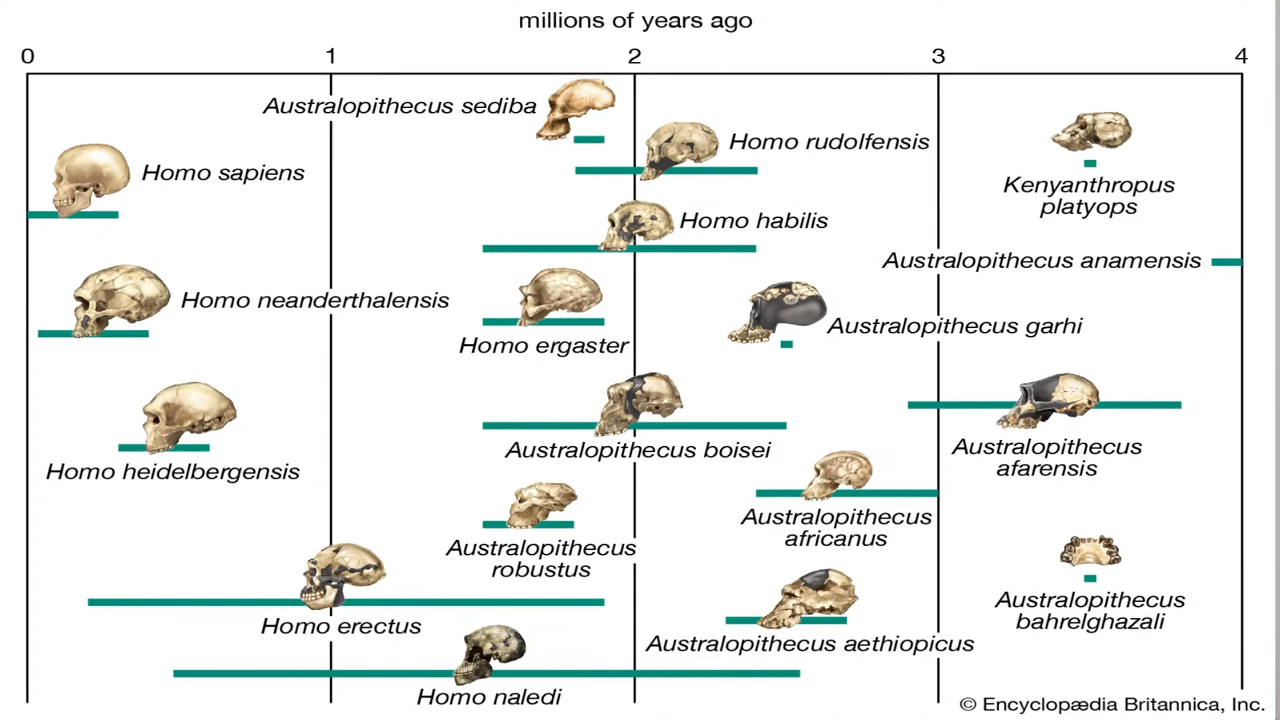 millions of years ago
0 1 2 3 4
Australopithecus sediba
Homo rudolfensis
Homo sapiens
Kenyanthropus
platyops
Homo habilis
Australopithecus anamensis
Homo neanderthalensis
Australopithecus garhi
Homo ergaster
Australopithecus boisei
Australopithecus
afarensis
Homo heidelbergensis
Australopithecus
africanus
Australopithecus
robustus
Australopithecus
bahrelghazali
Homo erectus
Australopithecus aethiopicus
Homo naledi
© Encyclopædia Britannica, Inc.